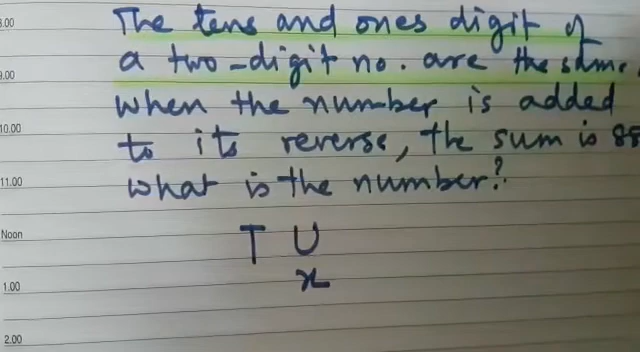 8.00
The tens and ones digit of
a two-digit no. are the same.
9.00
when the number is added
10.00
to its reverse, the sum is 88
11.00
what is the number?
Noon
T U
x
1.00
2.00